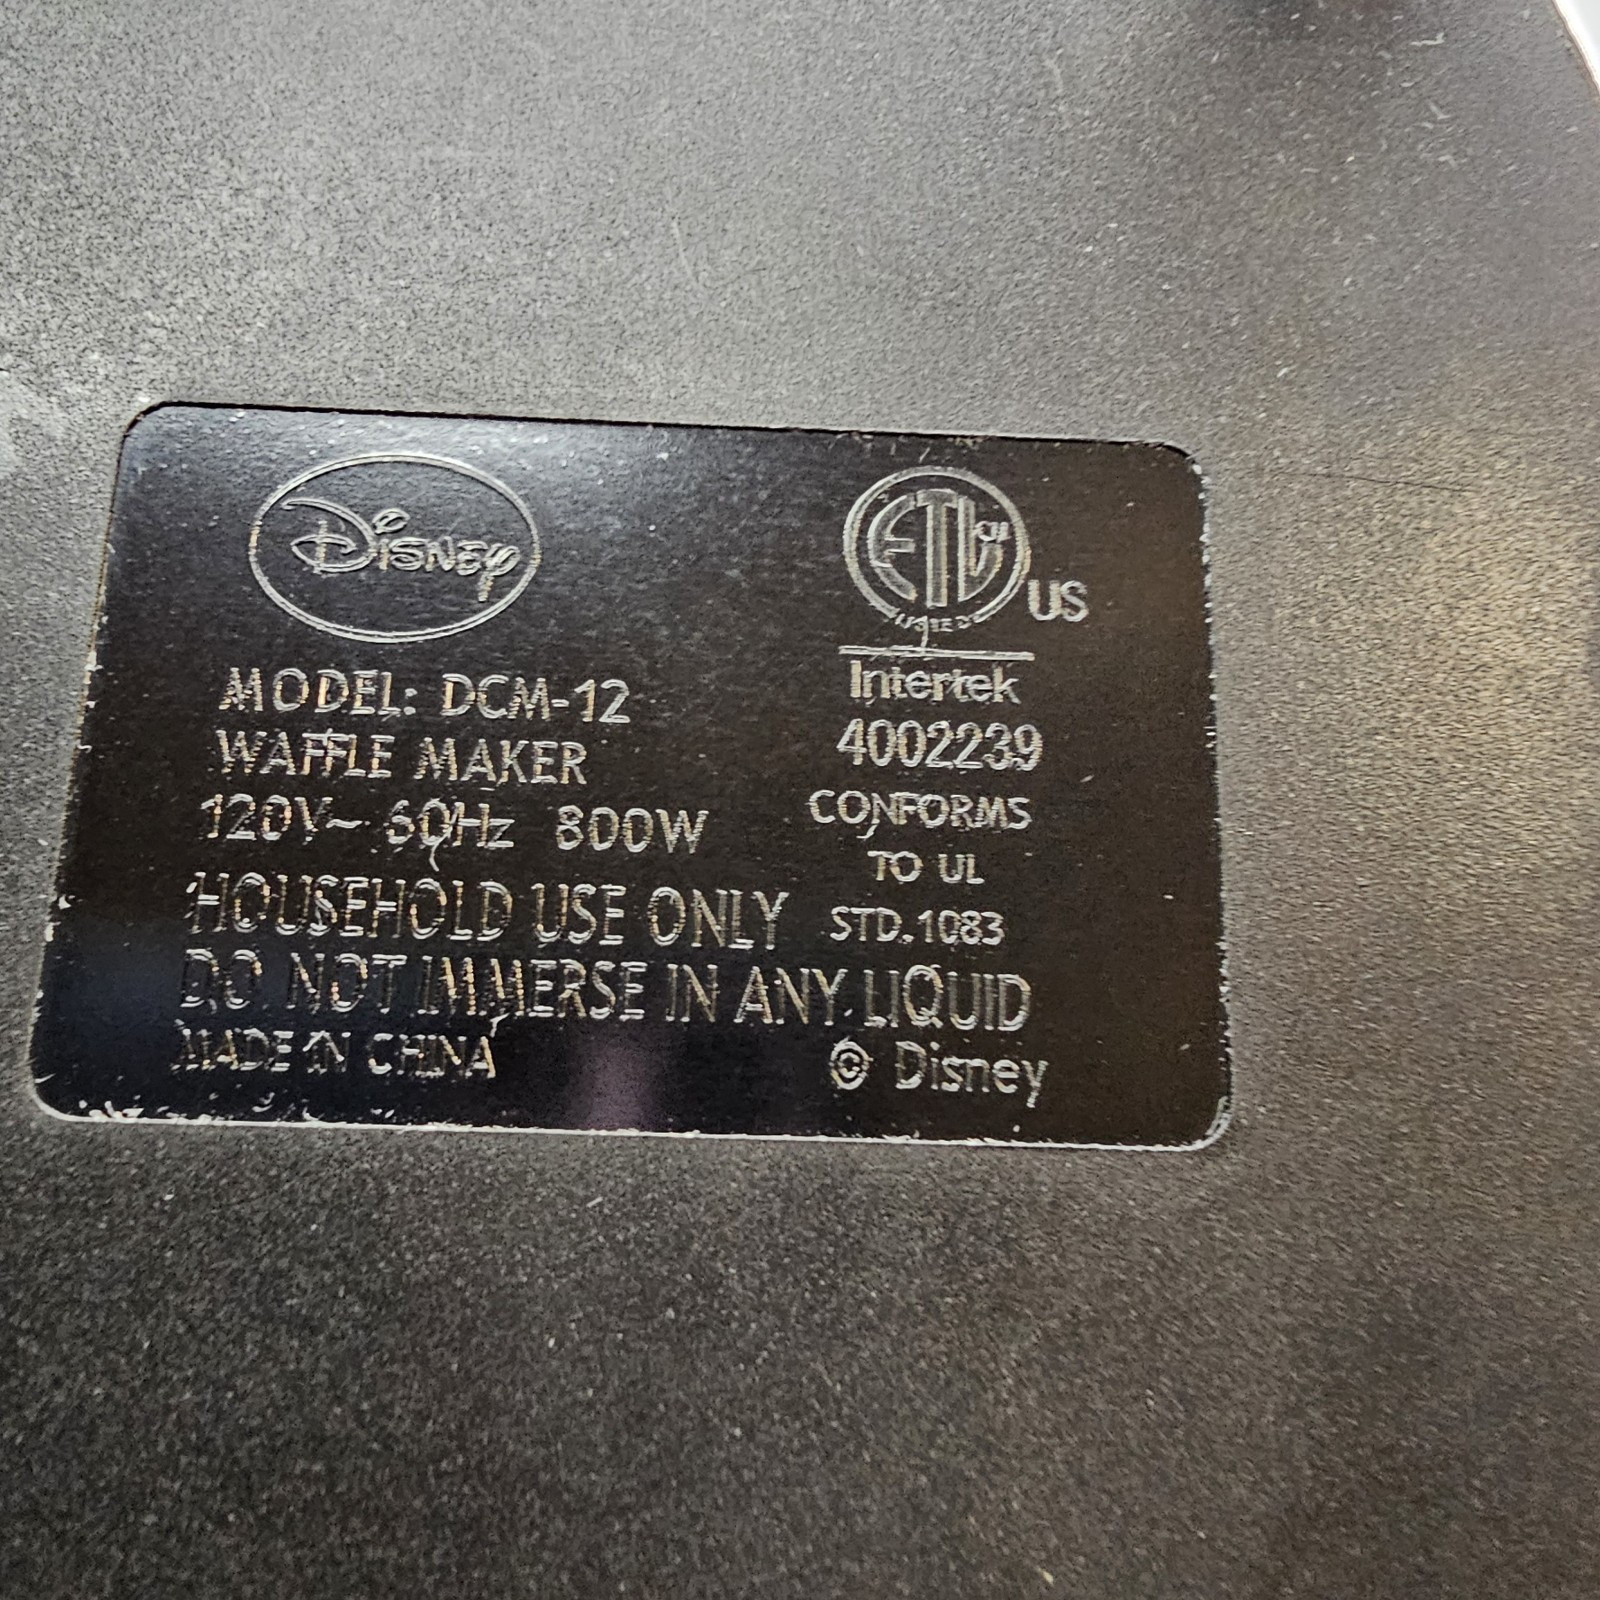 Disney
MODEL: DCM-12
WAFFLE MAKER
120V~ 60Hz 800W
HOUSEHOLD USE ONLY
DO NOT IMMERSE IN ANY LIQUID
MADE IN CHINA
ETL
US
LISTED
Intertek
4002239
CONFORMS
TO UL
STD.1083
© Disney